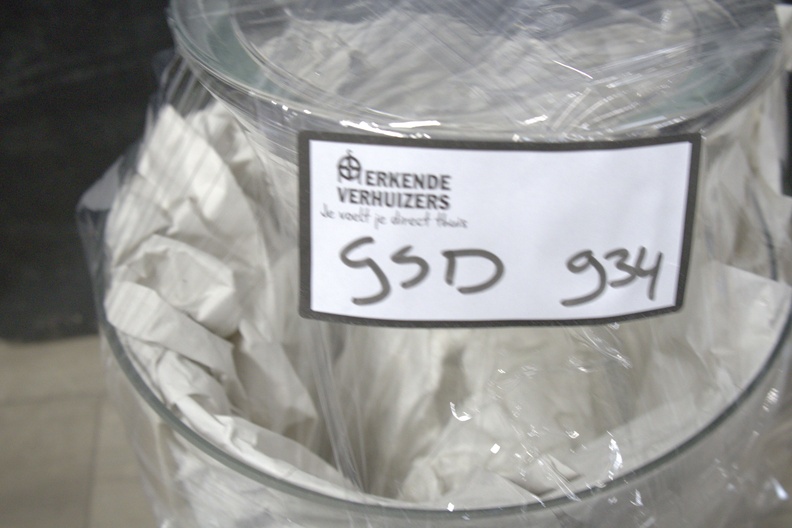 ERKENDE
VERHUIZERS
Je voelt je direct thuis
GSD 934